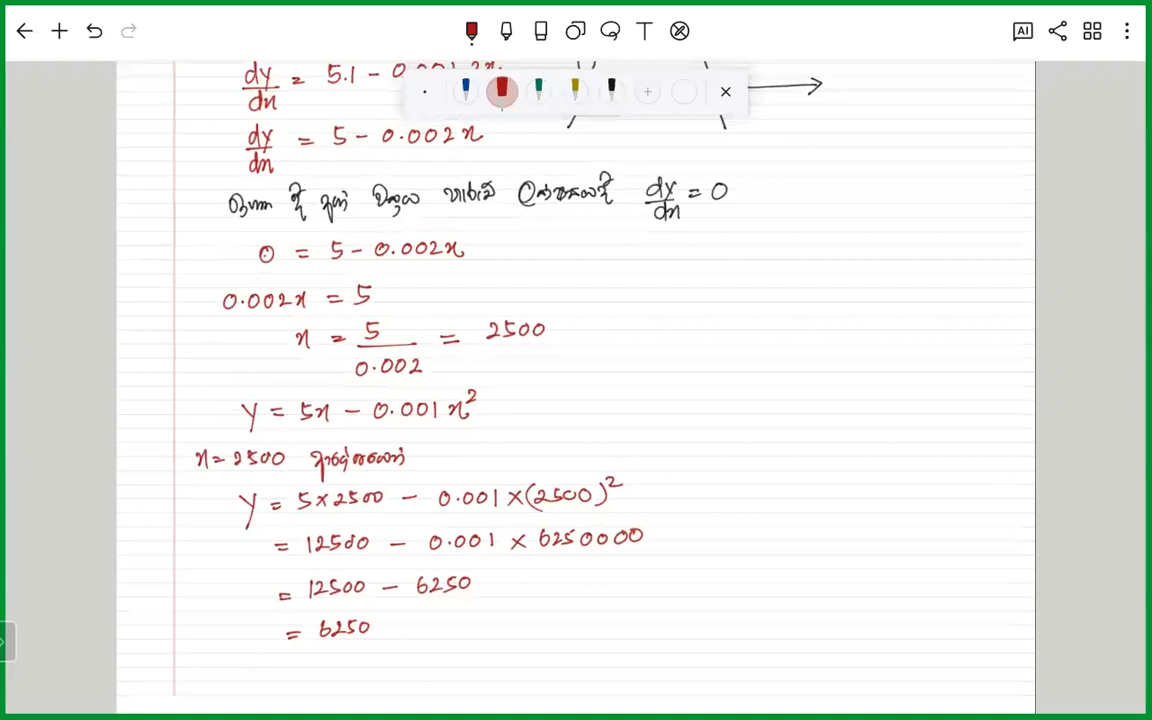 dy/dx = 5.1 - 0.001
dy/dx = 5 - 0.002x
dy/dx = 0
0 = 5 - 0.002x
0.002x = 5
x = 5/0.002 = 2500
y = 5x - 0.001x²
x = 2500
y = 5×2500 - 0.001×(2500)²
= 12500 - 0.001 × 6250000
= 12500 - 6250
= 6250